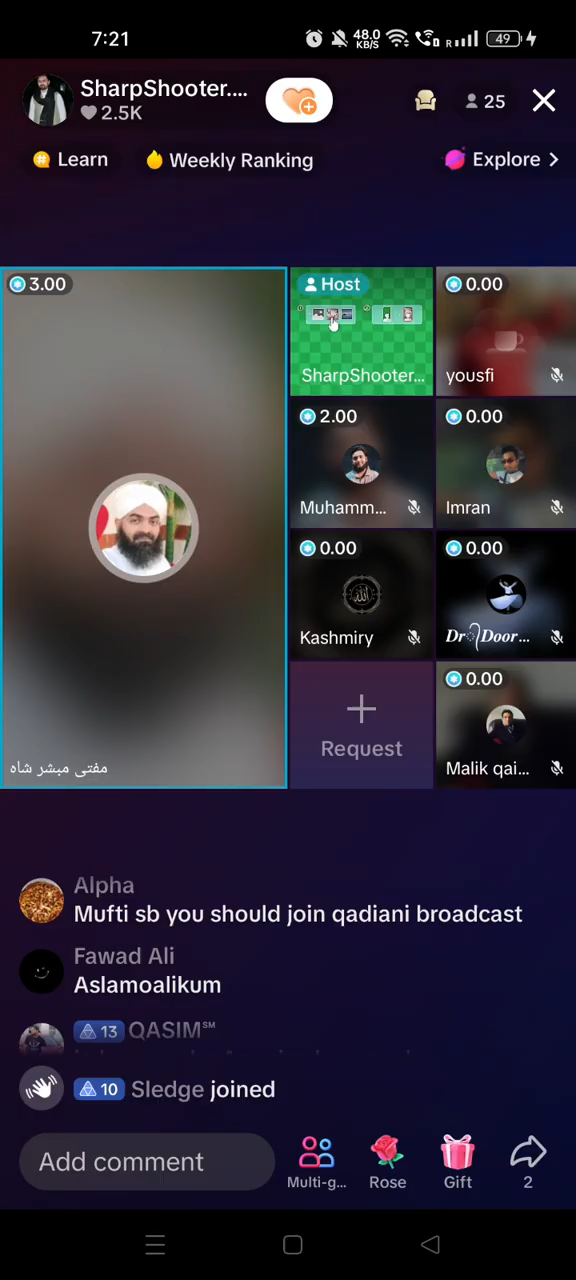 7:21
48.0
KB/S
R
49
SharpShooter....
2.5K
25
Learn
Weekly Ranking
Explore
3.00
Host
0.00
SharpShooter...
yousfi
2.00
0.00
Muhamm...
Imran
0.00
0.00
Kashmiry
Dr Door...
0.00
Request
Malik qai...
مفتی مبشر شاہ
Alpha
Mufti sb you should join qadiani broadcast
Fawad Ali
Aslamoalikum
13 QASIM℠
10 Sledge joined
Add comment
Multi-g...
Rose
Gift
2